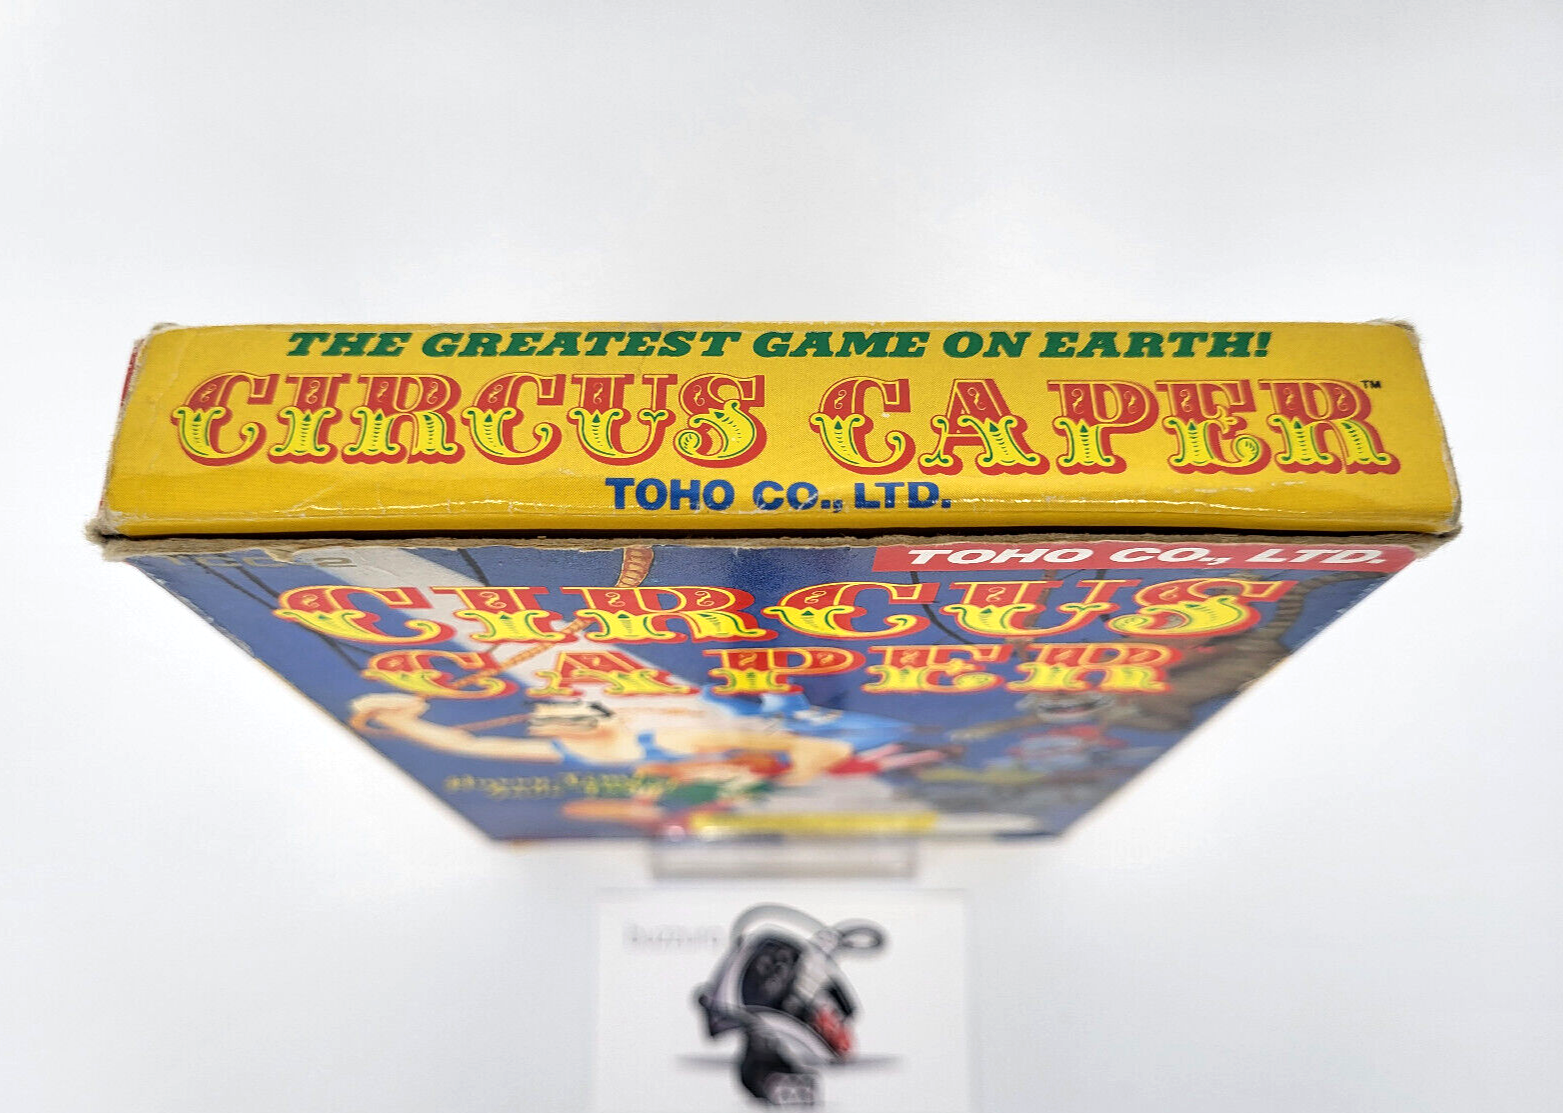 THE GREATEST GAME ON EARTH!
CIRCUS CAPER™
TOHO CO., LTD.
TOHO CO., LTD.
CIRCUS
CAPER